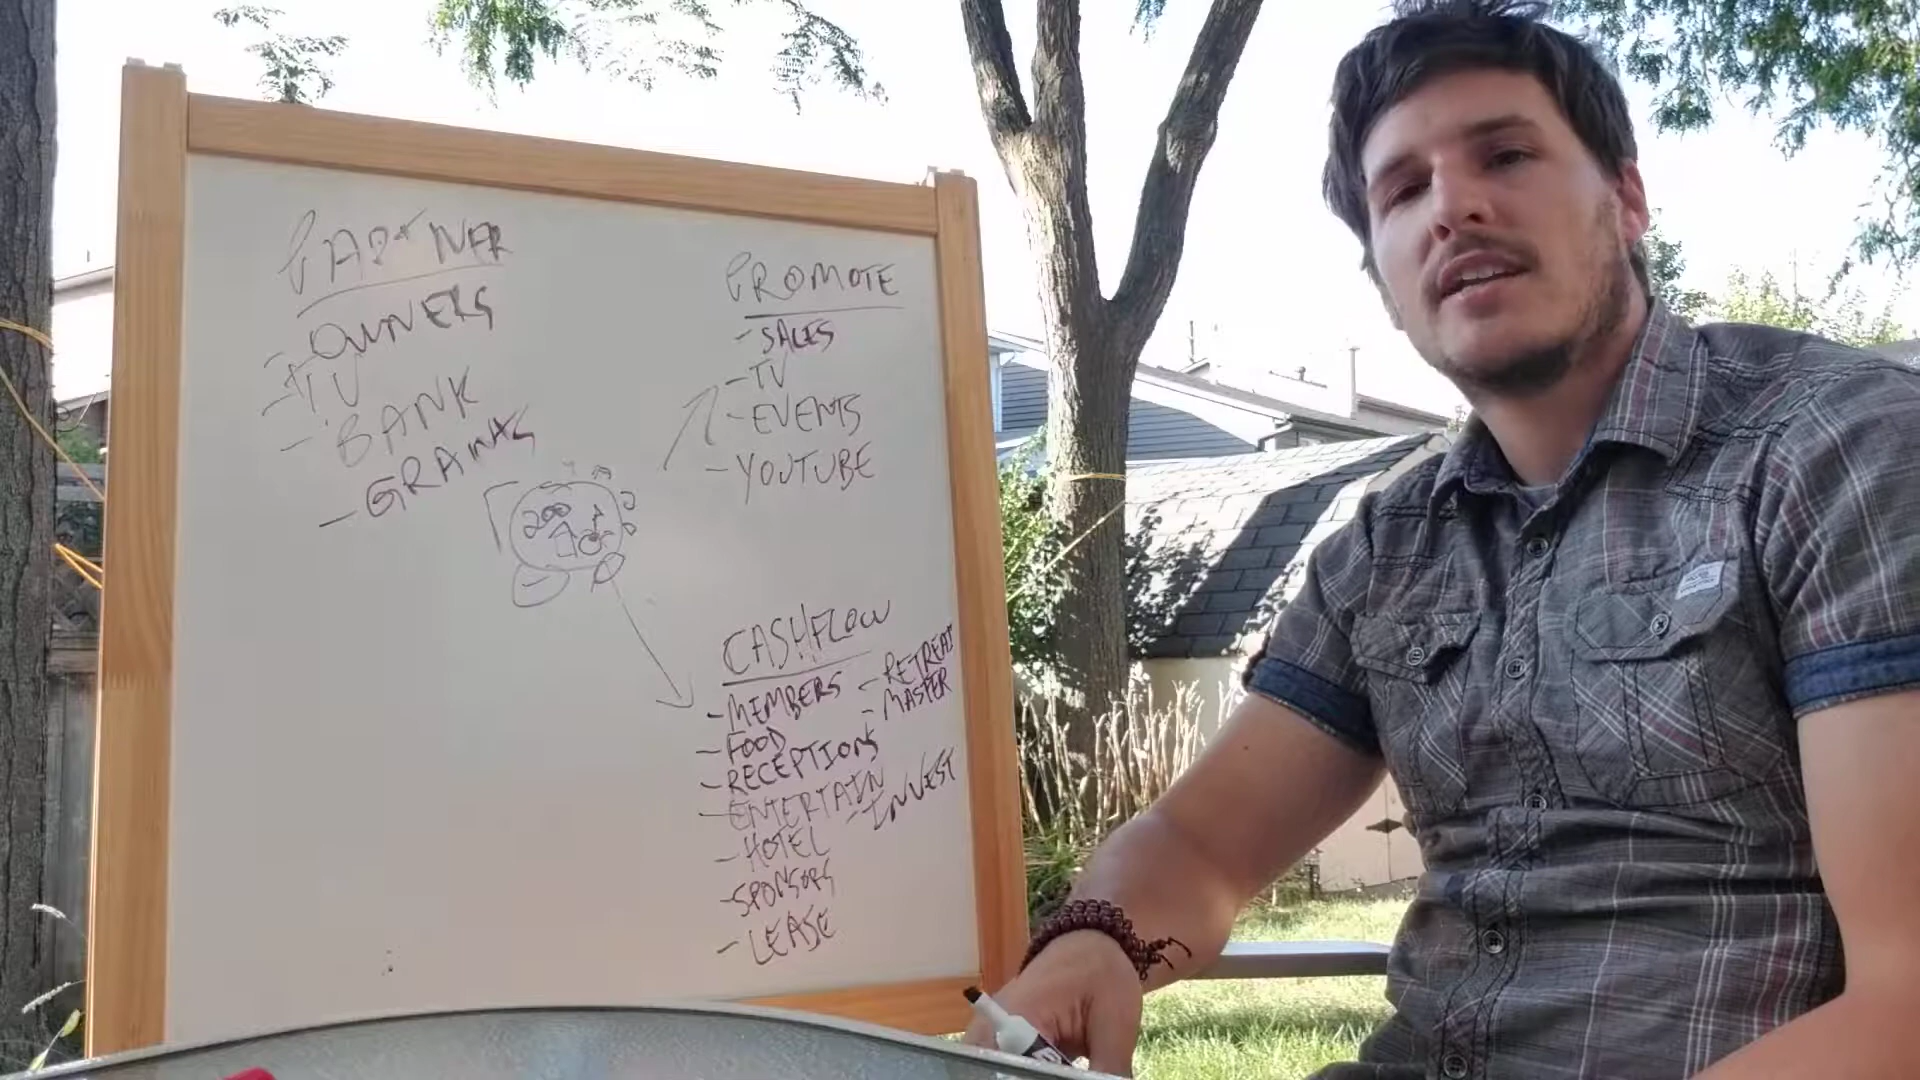 PARTNER
- OWNERS
- TV
- BANK
- GRANTS
PROMOTE
- SALES
- TV
- EVENTS
- YOUTUBE
200
CASHFLOW
- MEMBERS
- FOOD
- RECEPTIONS
- ENTERTAIN
- HOTEL
- SPONSORS
- LEASE
- RETREAT
- MASTER
- INVEST